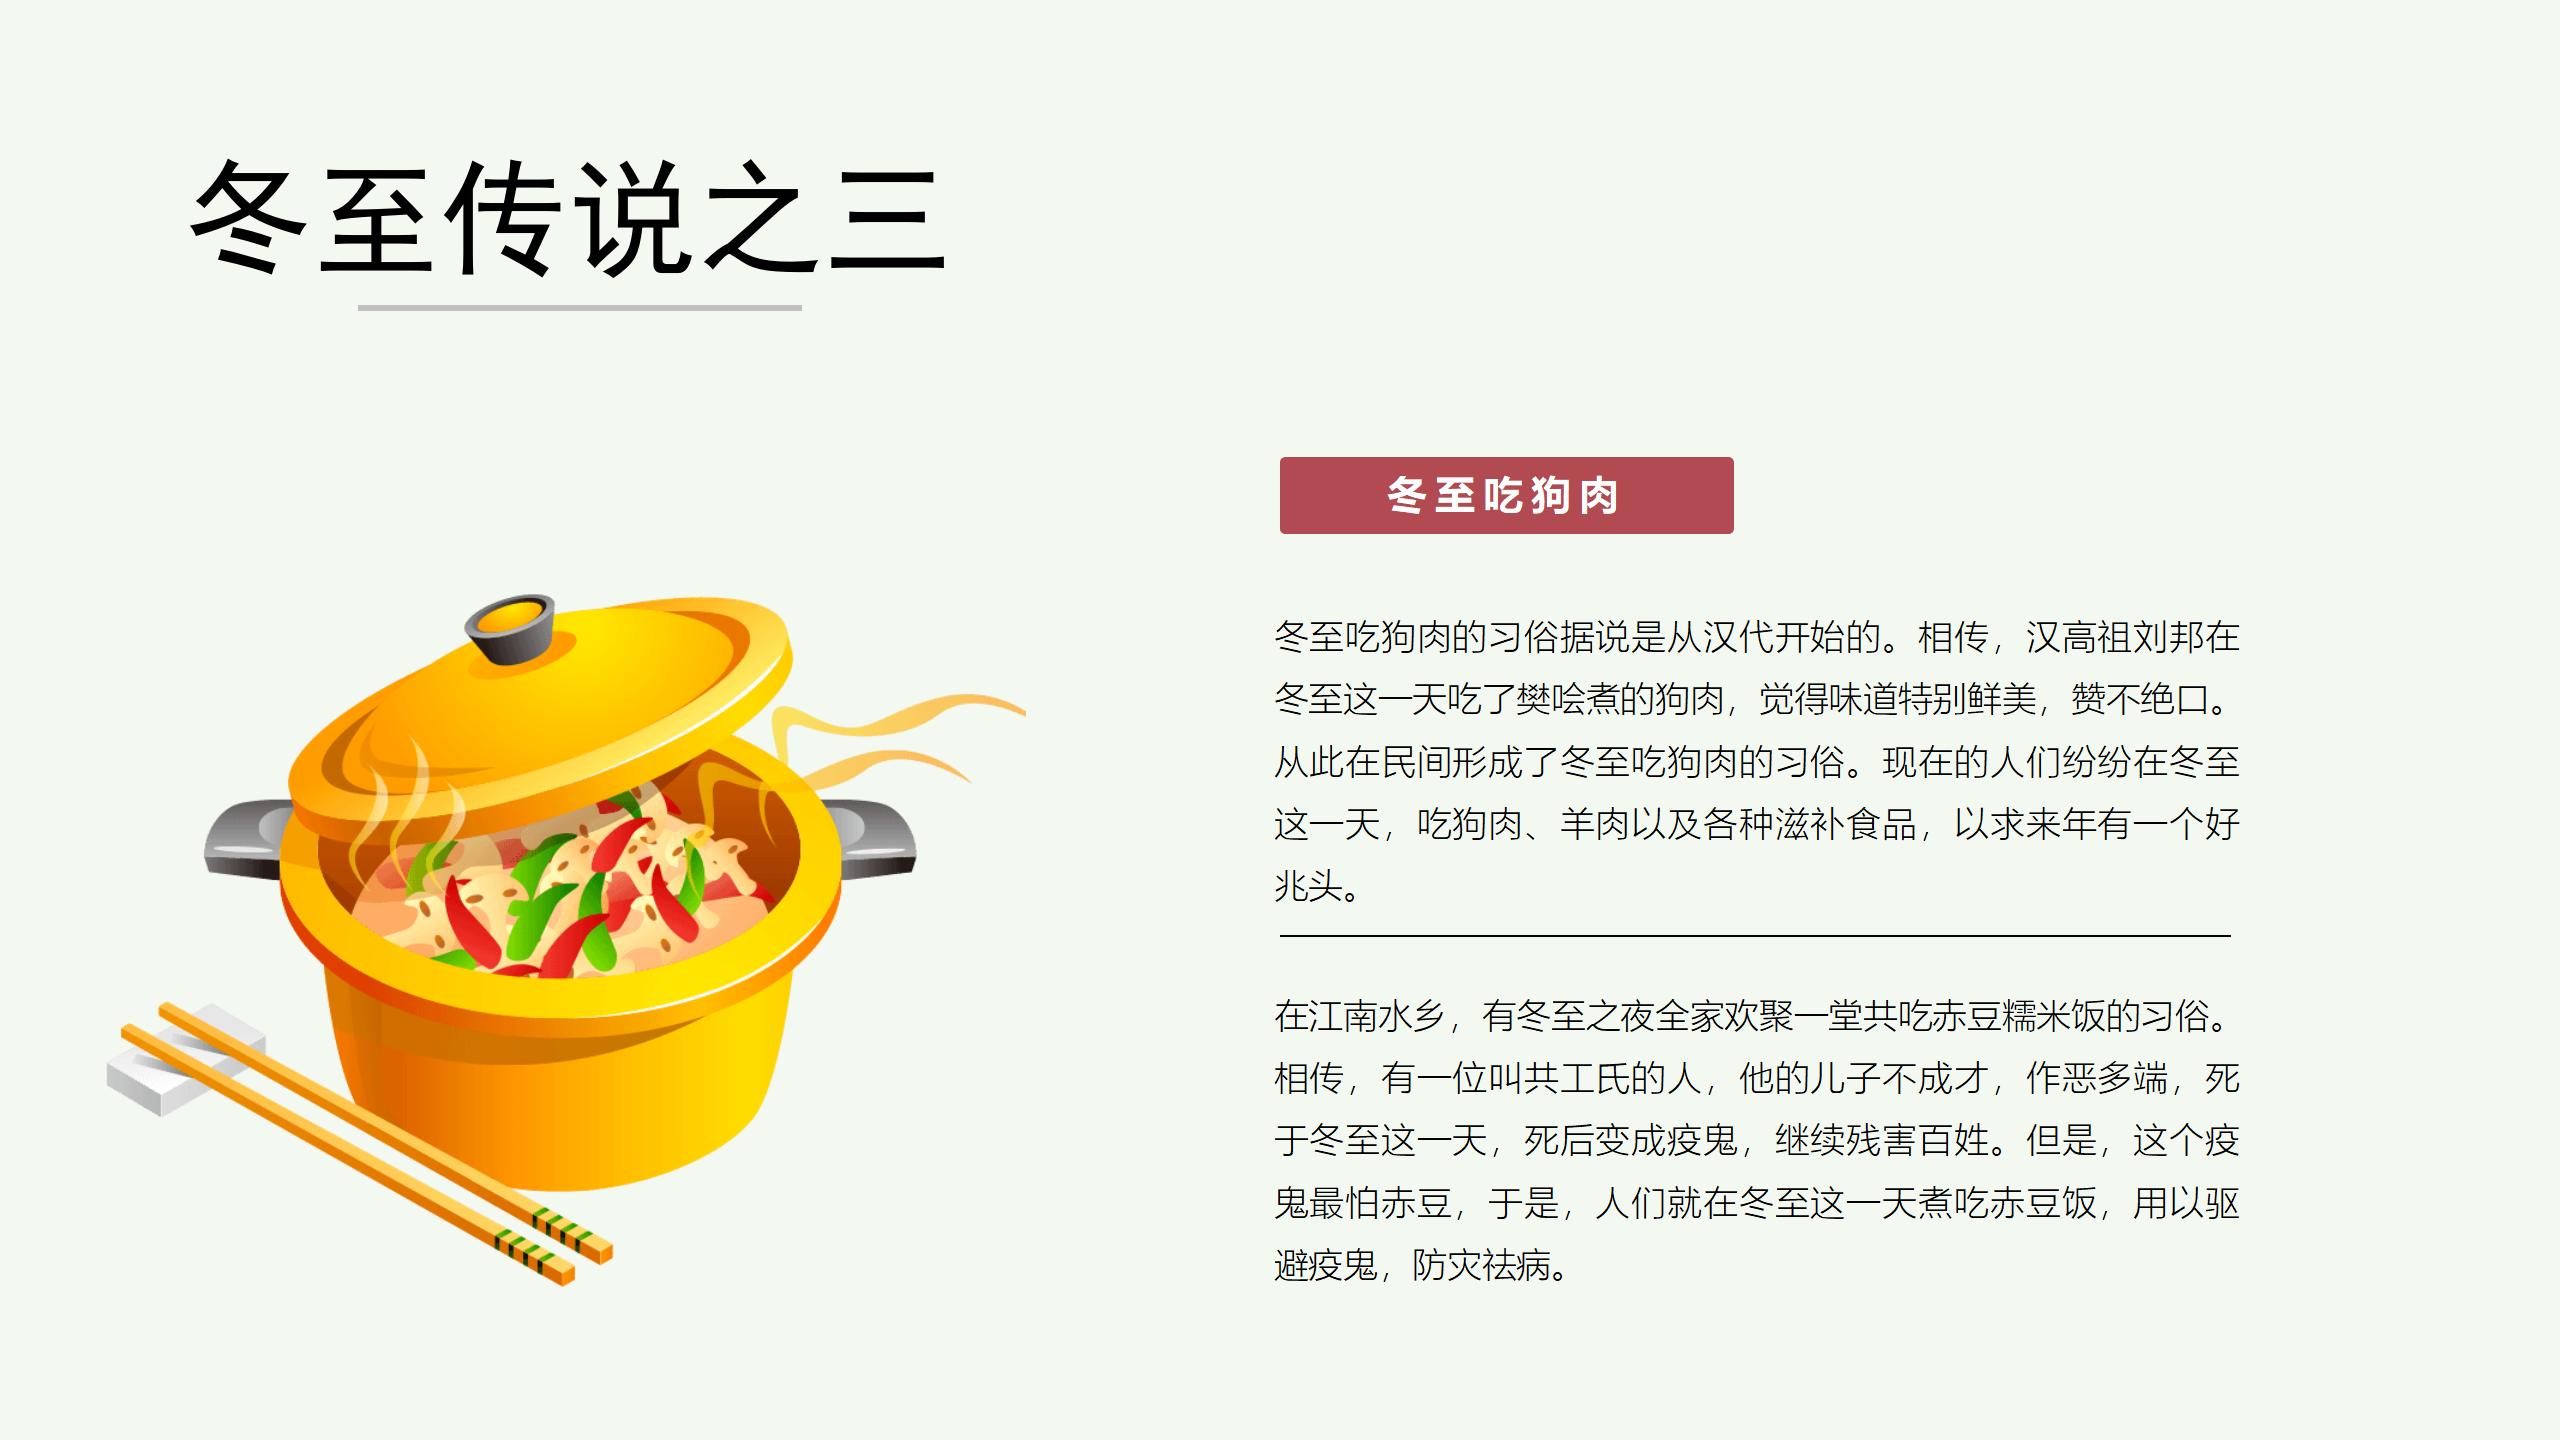 冬至传说之三
冬至吃狗肉
冬至吃狗肉的习俗据说是从汉代开始的。相传，汉高祖刘邦在
冬至这一天吃了樊哙煮的狗肉，觉得味道特别鲜美，赞不绝口。
从此在民间形成了冬至吃狗肉的习俗。现在的人们纷纷在冬至
这一天，吃狗肉、羊肉以及各种滋补食品，以求来年有一个好
兆头。
在江南水乡，有冬至之夜全家欢聚一堂共吃赤豆糯米饭的习俗。
相传，有一位叫共工氏的人，他的儿子不成才，作恶多端，死
于冬至这一天，死后变成疫鬼，继续残害百姓。但是，这个疫
鬼最怕赤豆，于是，人们就在冬至这一天煮吃赤豆饭，用以驱
避疫鬼，防灾祛病。